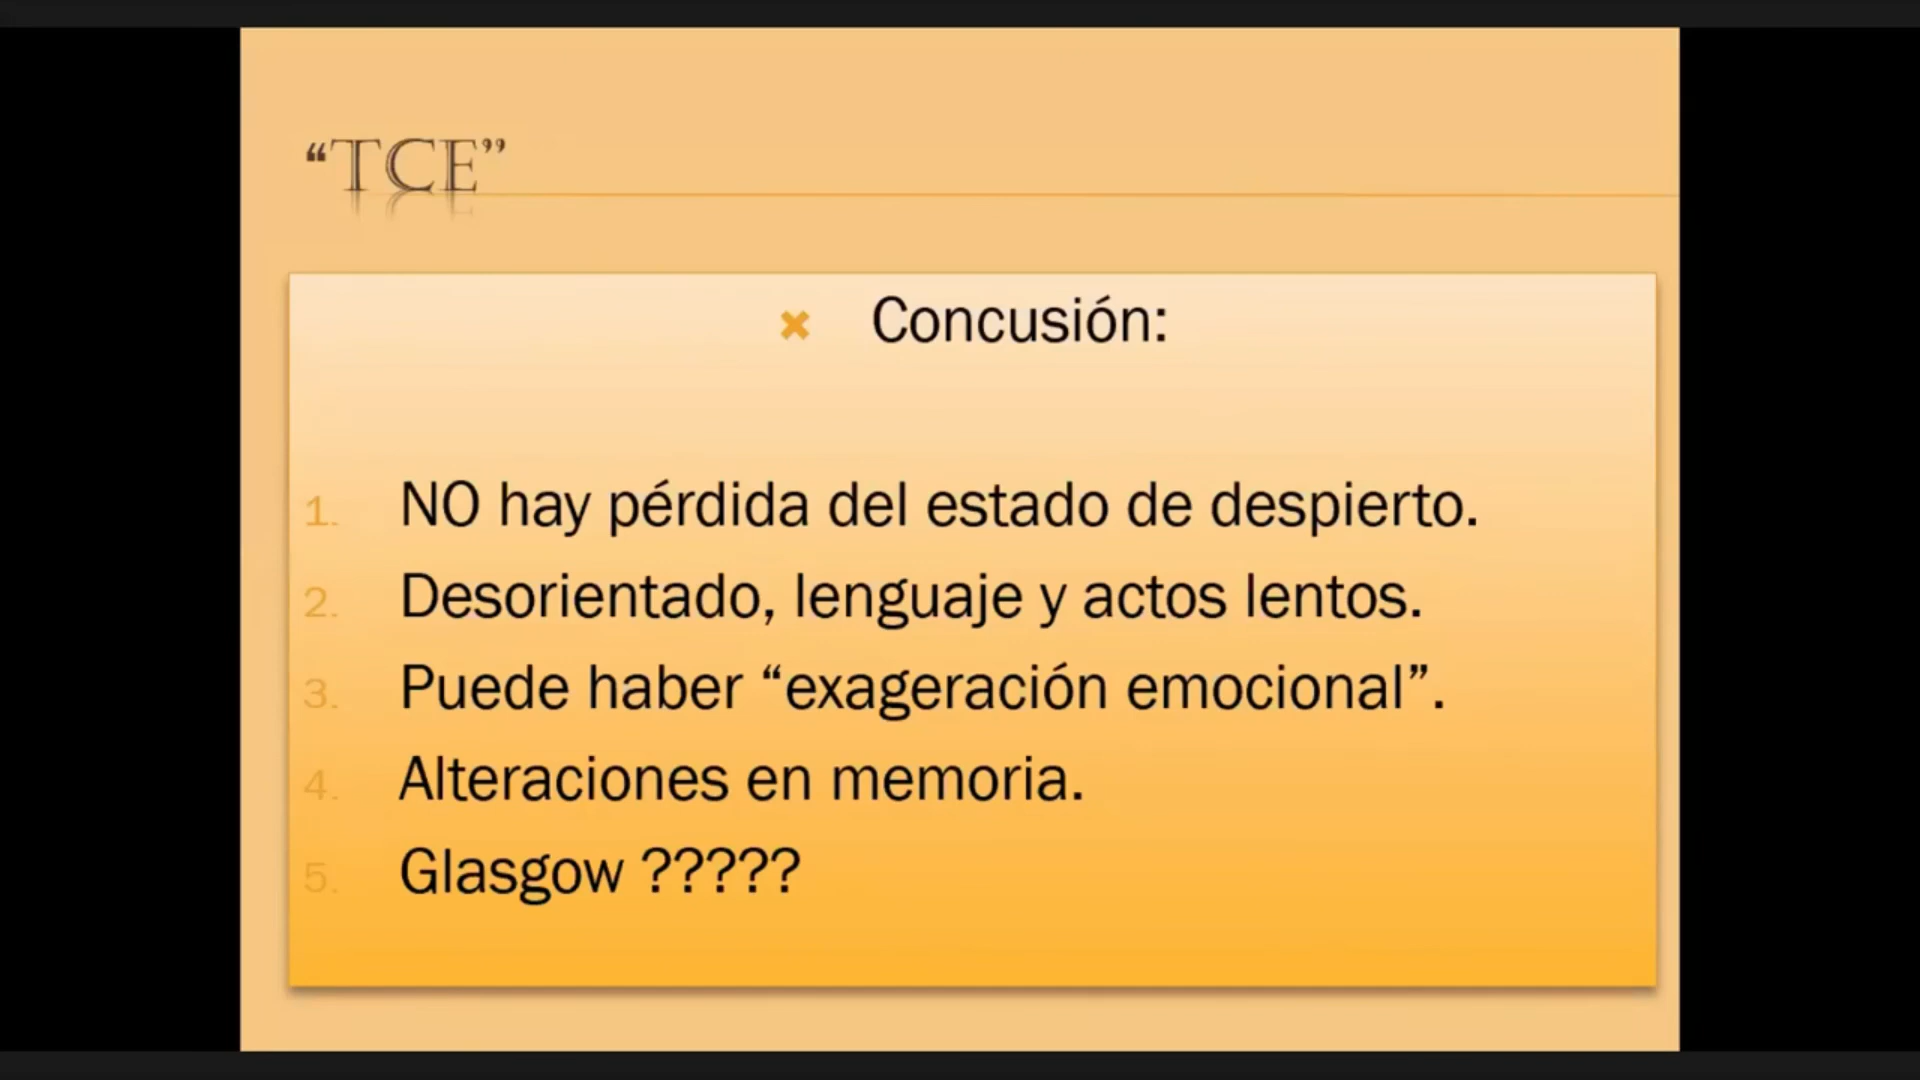 “TCE”
Concusión:
1. NO hay pérdida del estado de despierto.
2. Desorientado, lenguaje y actos lentos.
3. Puede haber “exageración emocional”.
4. Alteraciones en memoria.
5. Glasgow ?????